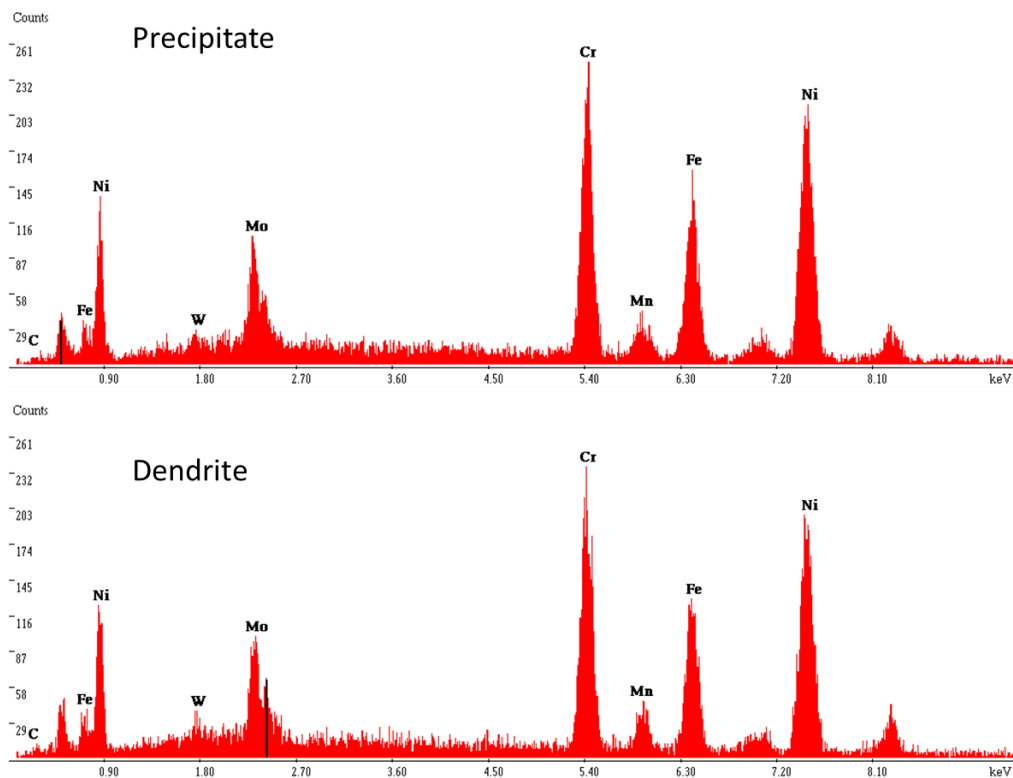 Counts
Precipitate
261
232
203
174
145
116
87
58
29
C
Fe
Ni
W
Mo
Cr
Mn
Fe
Ni
0.90
1.80
2.70
3.60
4.50
5.40
6.30
7.20
8.10
keV
Counts
Dendrite
261
232
203
174
145
116
87
58
29
C
Fe
Ni
W
Mo
Cr
Mn
Fe
Ni
0.90
1.80
2.70
3.60
4.50
5.40
6.30
7.20
8.10
keV